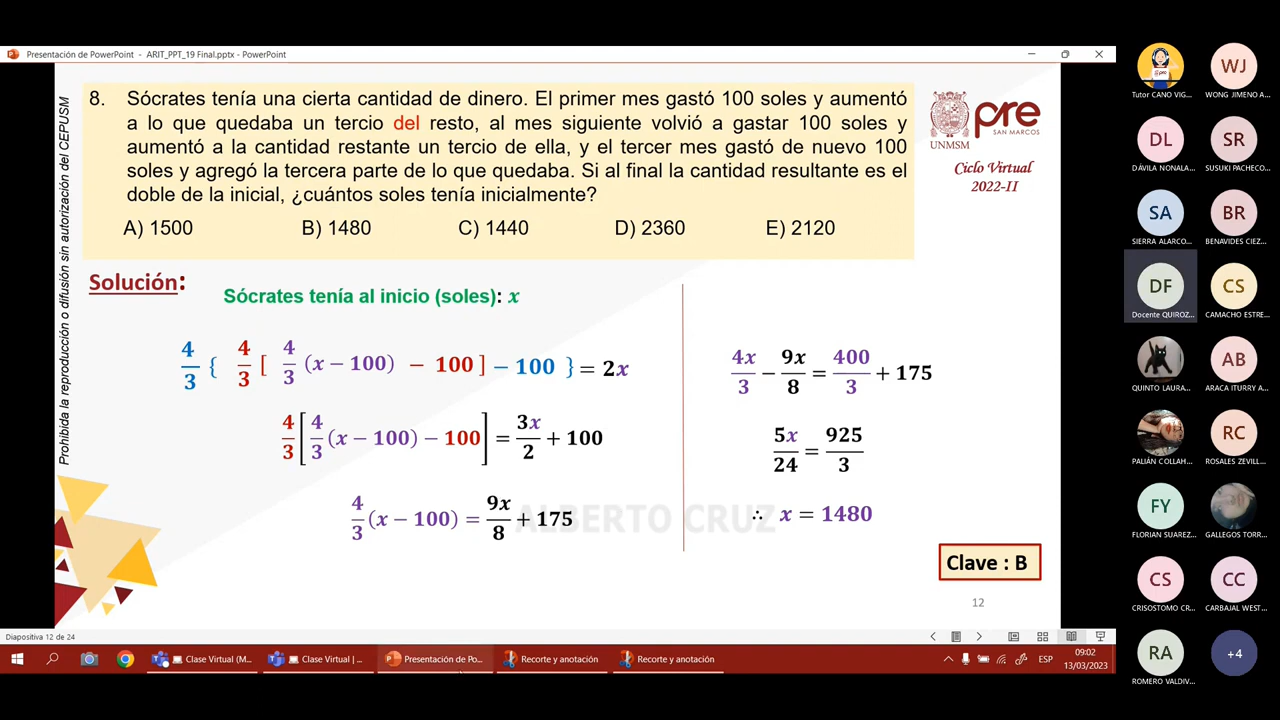 Presentación de PowerPoint - ARIT_PPT_19 Final.pptx - PowerPoint
Prohibida la reproducción o difusión sin autorización del CEPUSM
8. Sócrates tenía una cierta cantidad de dinero. El primer mes gastó 100 soles y aumentó
a lo que quedaba un tercio del resto, al mes siguiente volvió a gastar 100 soles y
aumentó a la cantidad restante un tercio de ella, y el tercer mes gastó de nuevo 100
soles y agregó la tercera parte de lo que quedaba. Si al final la cantidad resultante es el
doble de la inicial, ¿cuántos soles tenía inicialmente?
A) 1500 B) 1480 C) 1440 D) 2360 E) 2120
UNMSM
pre
SAN MARCOS
Ciclo Virtual
2022-II
Solución:
Sócrates tenía al inicio (soles): x
4/3 { 4/3 [ 4/3 (x − 100) − 100 ] − 100 } = 2x
4/3 [ 4/3 (x − 100) − 100 ] = 3x/2 + 100
4/3 (x − 100) = 9x/8 + 175
4x/3 − 9x/8 = 400/3 + 175
5x/24 = 925/3
∴ x = 1480
ALBERTO CRUZ
Clave : B
12
Diapositiva 12 de 24
Clase Virtual (M...
Clase Virtual | ...
Presentación de Po...
Recorte y anotación
Recorte y anotación
ESP
09:02
13/03/2023
Tutor CANO VIG...
WJ
WONG JIMENO A...
DL
DÁVILA NONALA...
SR
SUSUKI PACHECO...
SA
SIERRA ALARCO...
BR
BENAVIDES CIEZ...
DF
Docente QUIROZ...
CS
CAMACHO ESTRE...
QUINTO LAURA...
AB
ARACA ITURRY A...
PALIÁN COLLAH...
RC
ROSALES ZEVILL...
FY
FLORIAN SUAREZ...
GALLEGOS TORR...
CS
CRISOSTOMO CR...
CC
CARBAJAL WEST...
RA
ROMERO VALDIV...
+4